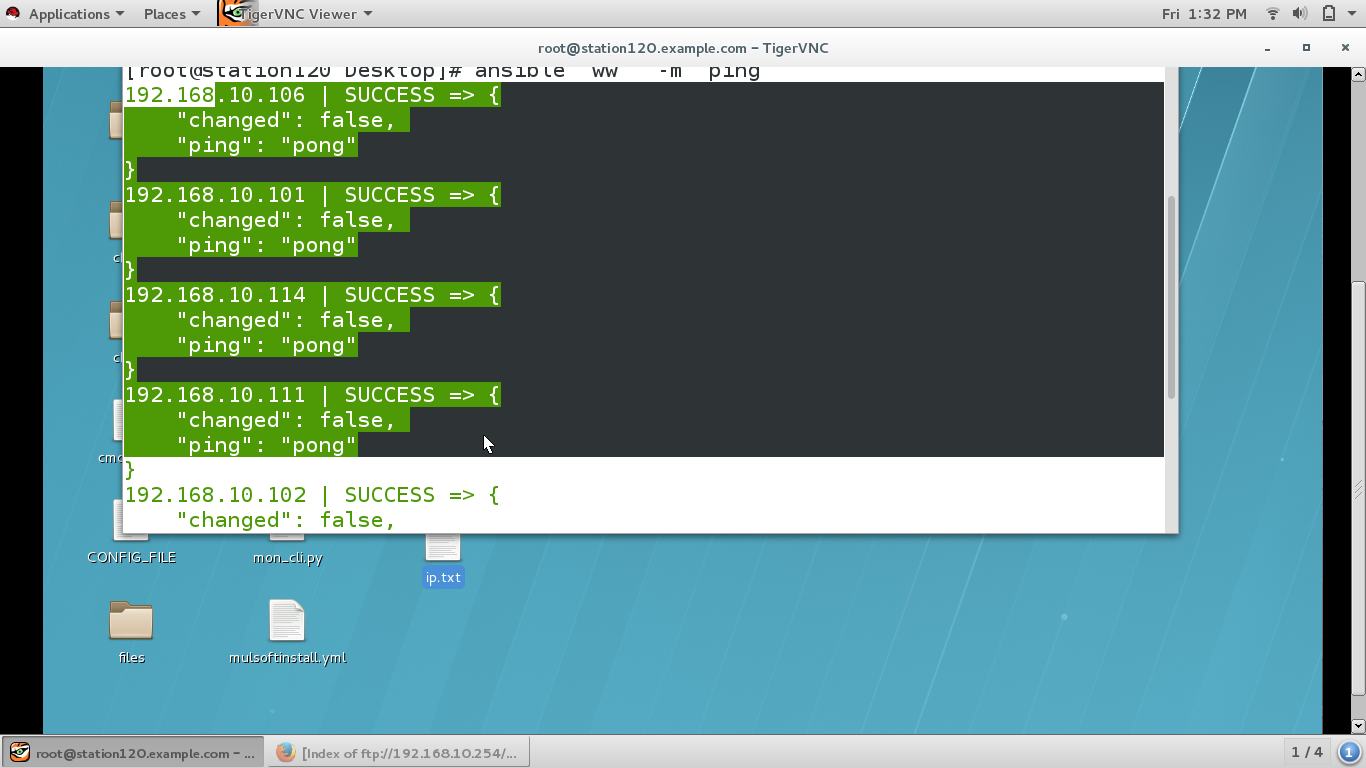 Applications
Places
TigerVNC Viewer
Fri 1:32 PM
root@station120.example.com – TigerVNC
[root@station120 Desktop]# ansible ww -m ping
192.168.10.106 | SUCCESS => {
"changed": false,
"ping": "pong"
}
192.168.10.101 | SUCCESS => {
"changed": false,
"ping": "pong"
}
192.168.10.114 | SUCCESS => {
"changed": false,
"ping": "pong"
}
192.168.10.111 | SUCCESS => {
"changed": false,
"ping": "pong"
}
192.168.10.102 | SUCCESS => {
"changed": false,
CONFIG_FILE
mon_cli.py
ip.txt
files
mulsoftinstall.yml
root@station120.example.com – ...
[Index of ftp://192.168.10.254/...
1 / 4
1